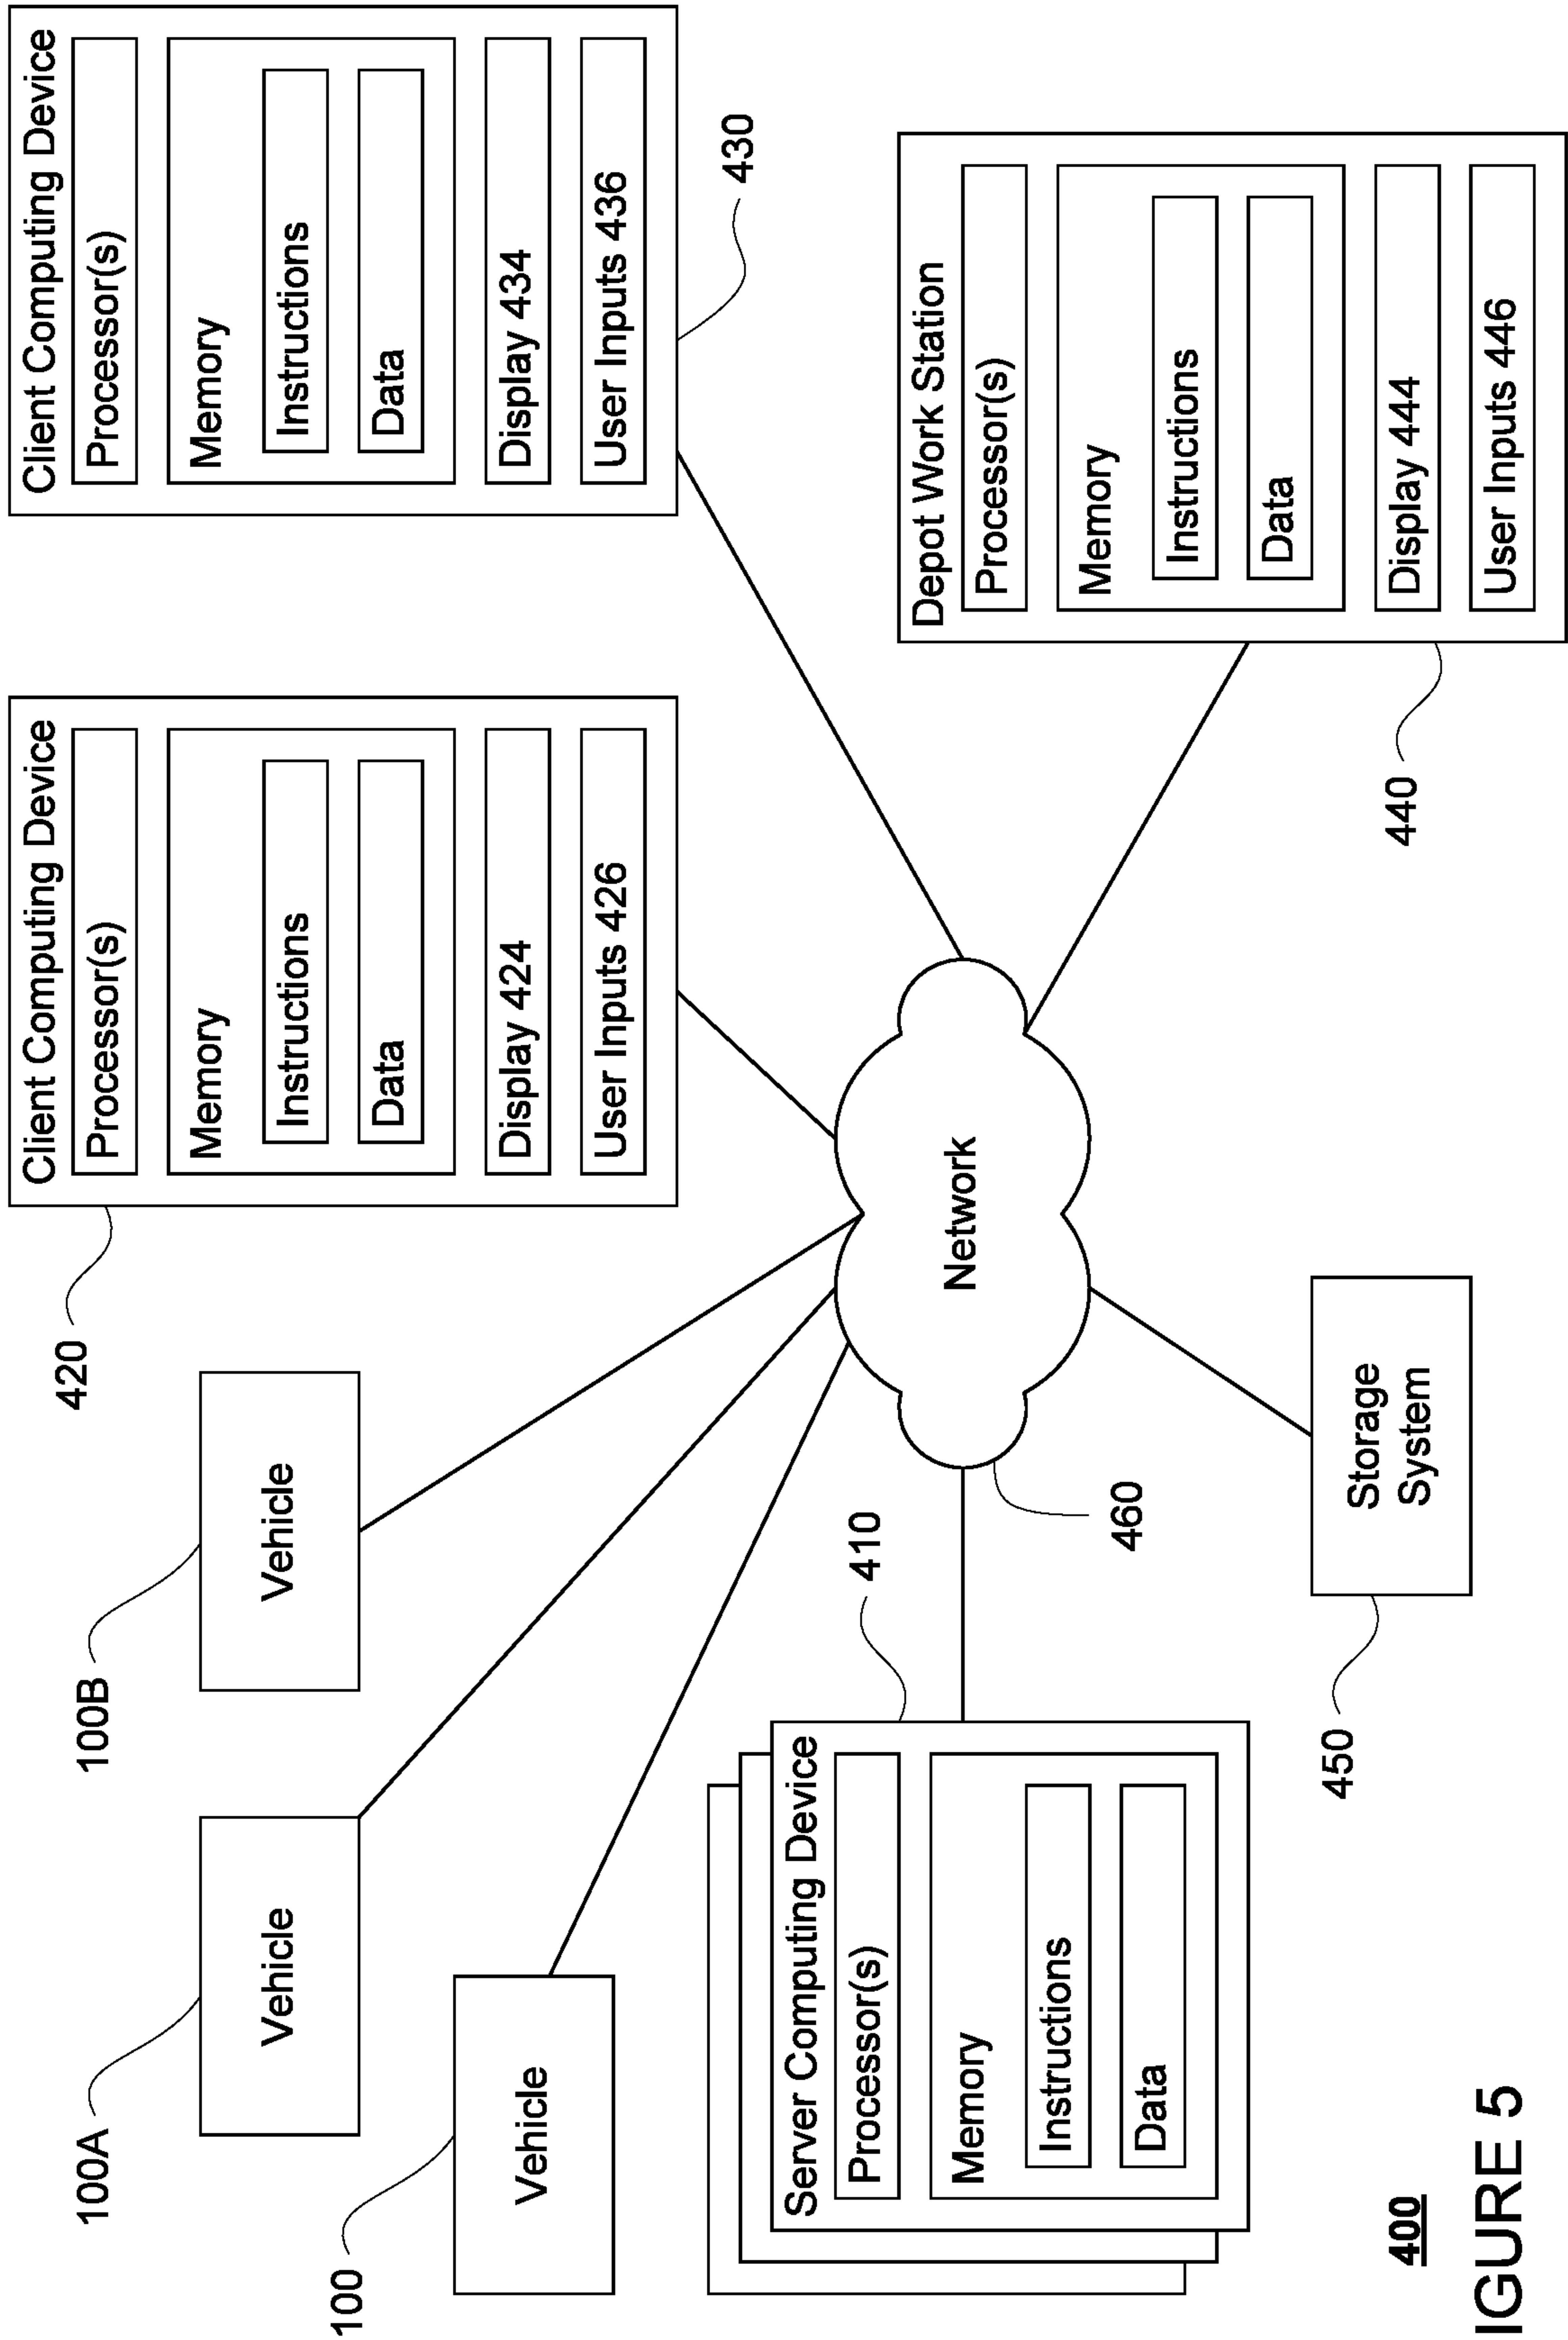 100
Vehicle
100A
Vehicle
100B
Vehicle
420
Client Computing Device
Processor(s)
Memory
Instructions
Data
Display 424
User Inputs 426
Client Computing Device
Processor(s)
Memory
Instructions
Data
Display 434
User Inputs 436
430
Server Computing Device
Processor(s)
Memory
Instructions
Data
410
Network
460
Storage
System
450
Depot Work Station
Processor(s)
Memory
Instructions
Data
Display 444
User Inputs 446
440
400
IGURE 5